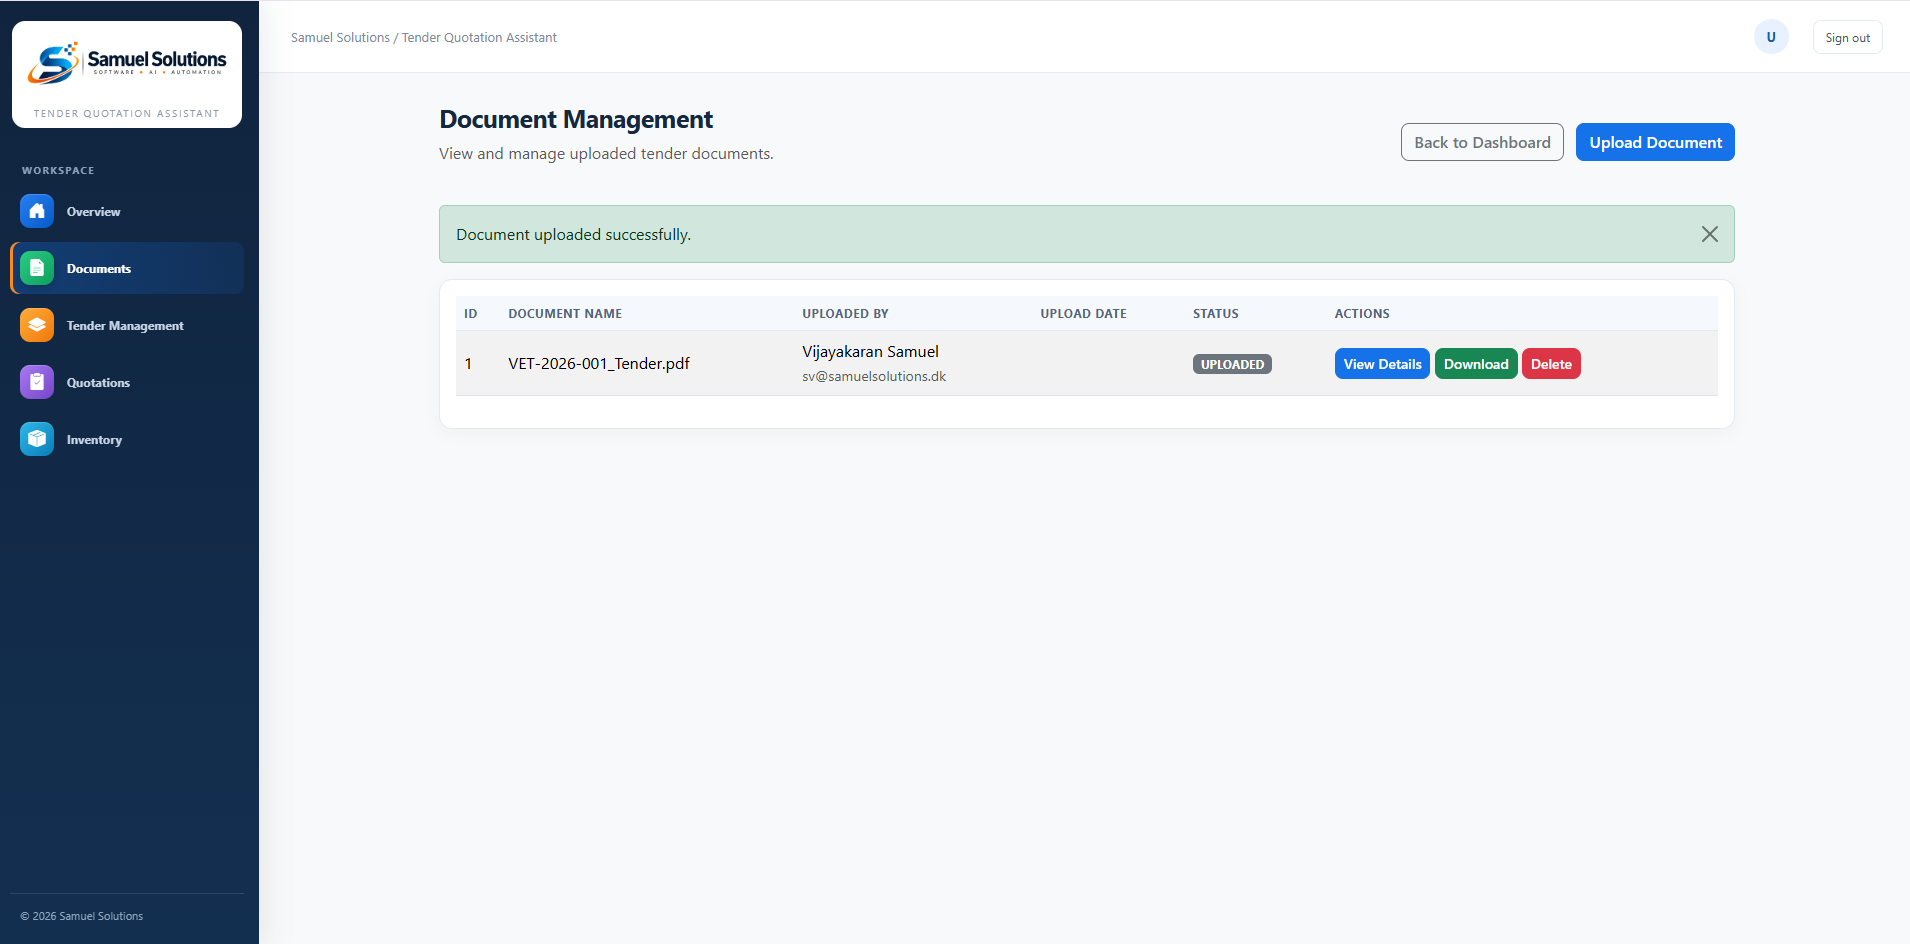 Samuel Solutions
SOFTWARE • AI • AUTOMATION
TENDER QUOTATION ASSISTANT
WORKSPACE
Overview
Documents
Tender Management
Quotations
Inventory
© 2026 Samuel Solutions
Samuel Solutions / Tender Quotation Assistant
U
Sign out
Document Management
View and manage uploaded tender documents.
Back to Dashboard
Upload Document
Document uploaded successfully.
ID DOCUMENT NAME UPLOADED BY UPLOAD DATE STATUS ACTIONS
1 VET-2026-001_Tender.pdf Vijayakaran Samuel UPLOADED View Details Download Delete
sv@samuelsolutions.dk